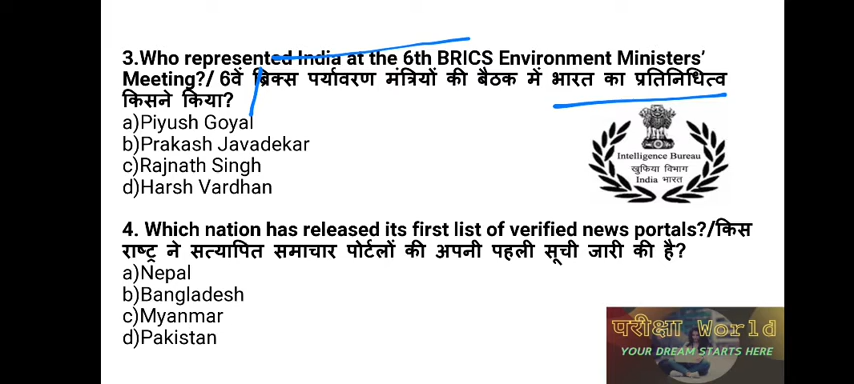 3.Who represented India at the 6th BRICS Environment Ministers'
Meeting?/ 6वें ब्रिक्स पर्यावरण मंत्रियों की बैठक में भारत का प्रतिनिधित्व
किसने किया?
a)Piyush Goyal
b)Prakash Javadekar
c)Rajnath Singh
d)Harsh Vardhan
Intelligence Bureau
खुफिया विभाग
India भारत
4. Which nation has released its first list of verified news portals?/किस
राष्ट्र ने सत्यापित समाचार पोर्टलों की अपनी पहली सूची जारी की है?
a)Nepal
b)Bangladesh
c)Myanmar
d)Pakistan
परीक्षा World
YOUR DREAM STARTS HERE